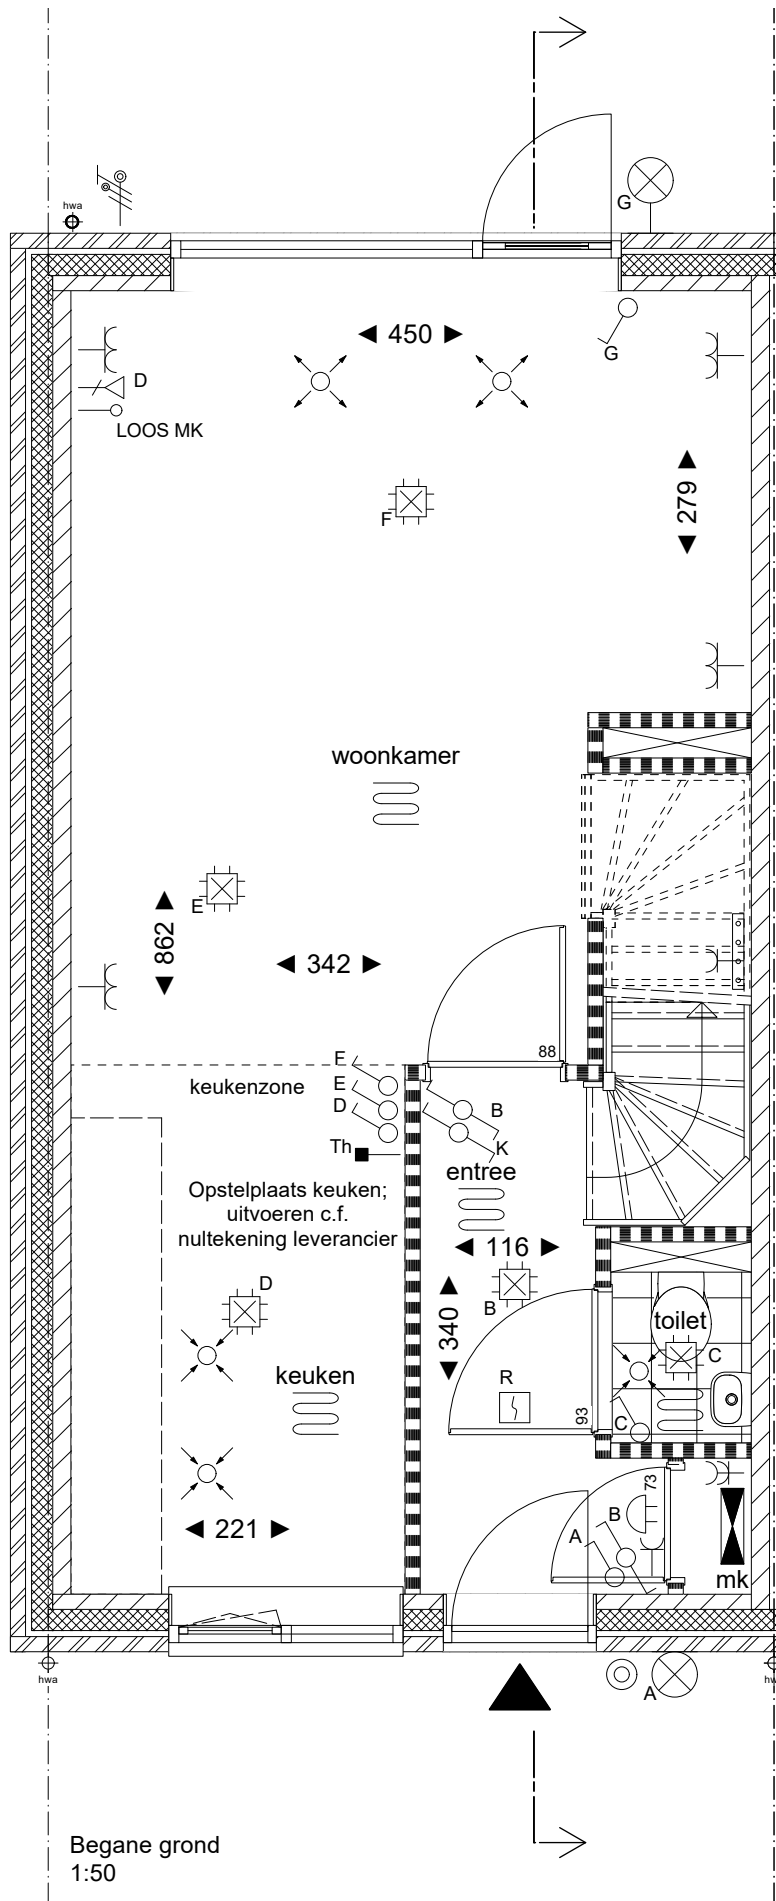 hwa
G
450
G
D
LOOS MK
279
F
woonkamer
E
862
342
88
F
keukenzone
E
B
D
K
Th
entree
Opstelplaats keuken;
uitvoeren c.f.
nultekening leverancier
116
D
B
340
toilet
C
keuken
R
93
C
73
221
B
A
mk
hwa
A
hw
Begane grond
1:50